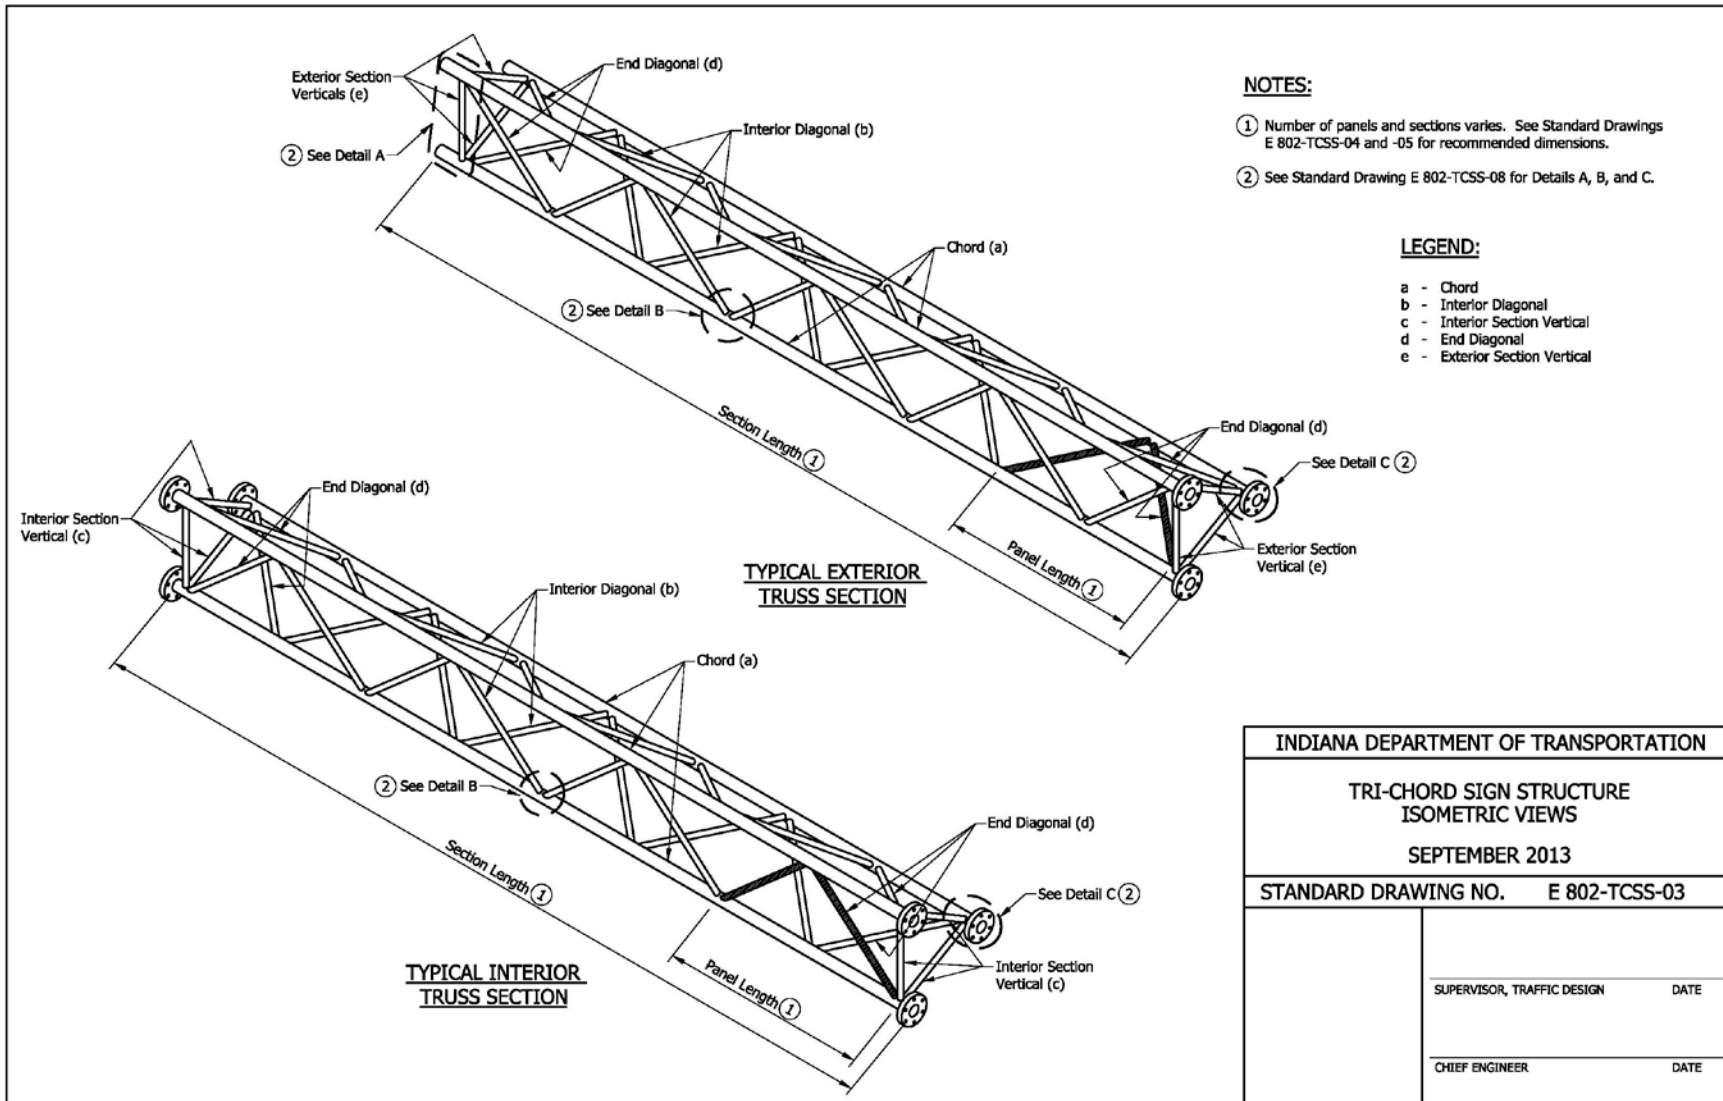 Exterior Section
Verticals (e)
End Diagonal (d)
Interior Diagonal (b)
② See Detail A
Chord (a)
② See Detail B
Section Length ①
End Diagonal (d)
See Detail C ②
Panel Length ①
Exterior Section
Vertical (e)
TYPICAL EXTERIOR
TRUSS SECTION
NOTES:
① Number of panels and sections varies. See Standard Drawings
E 802-TCSS-04 and -05 for recommended dimensions.
② See Standard Drawing E 802-TCSS-08 for Details A, B, and C.
LEGEND:
a - Chord
b - Interior Diagonal
c - Interior Section Vertical
d - End Diagonal
e - Exterior Section Vertical
End Diagonal (d)
Interior Section
Vertical (c)
Interior Diagonal (b)
Chord (a)
② See Detail B
Section Length ①
End Diagonal (d)
See Detail C ②
Panel Length ①
Interior Section
Vertical (c)
TYPICAL INTERIOR
TRUSS SECTION
INDIANA DEPARTMENT OF TRANSPORTATION
TRI-CHORD SIGN STRUCTURE
ISOMETRIC VIEWS
SEPTEMBER 2013
STANDARD DRAWING NO. E 802-TCSS-03
SUPERVISOR, TRAFFIC DESIGN DATE
CHIEF ENGINEER DATE